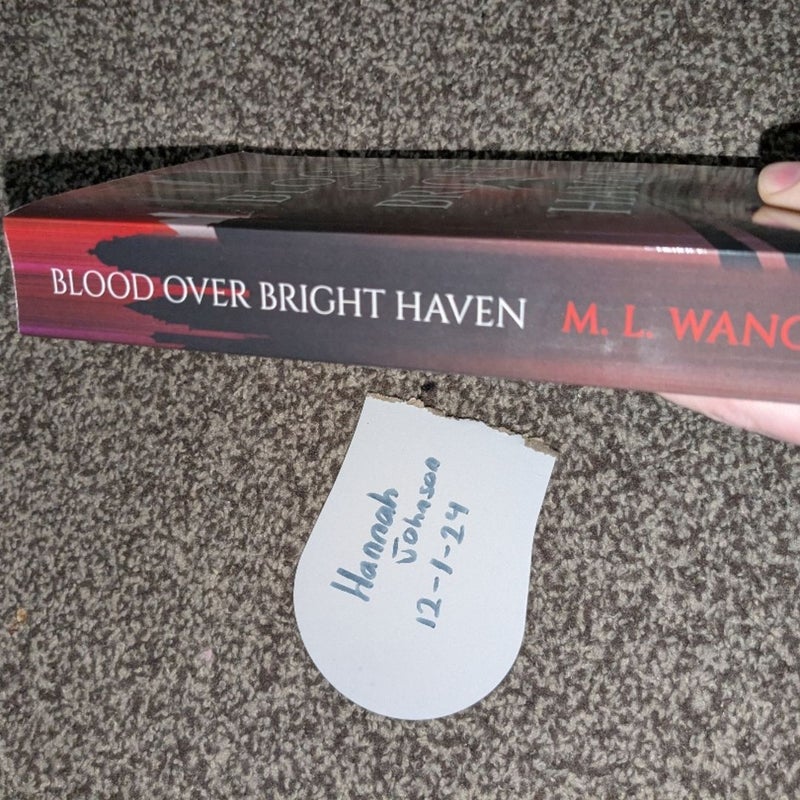 BLOOD OVER BRIGHT HAVEN M. L. WANG
Hannah
Johnson
12-1-24